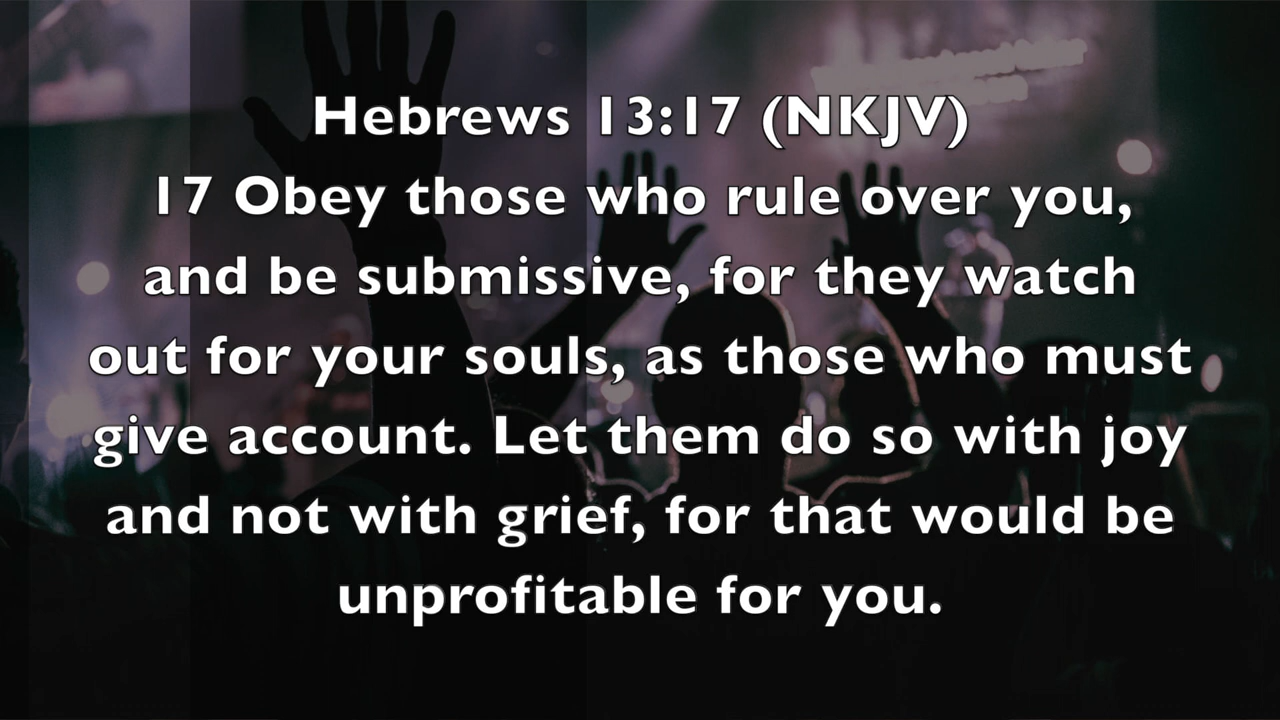 Hebrews 13:17 (NKJV)
17 Obey those who rule over you,
and be submissive, for they watch
out for your souls, as those who must
give account. Let them do so with joy
and not with grief, for that would be
unprofitable for you.